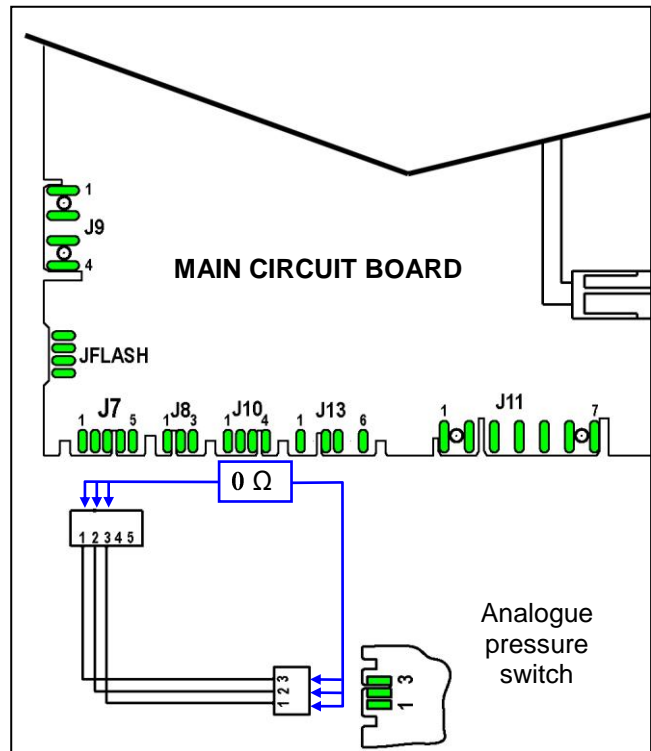 1
J9
4
MAIN CIRCUIT BOARD
JFLASH
J7
J8
J10
J13
J11
1 5
1 3
1 4
1 6
1 7
0 Ω
1 2 3 4 5
3
2
1
3
1
Analogue
pressure
switch